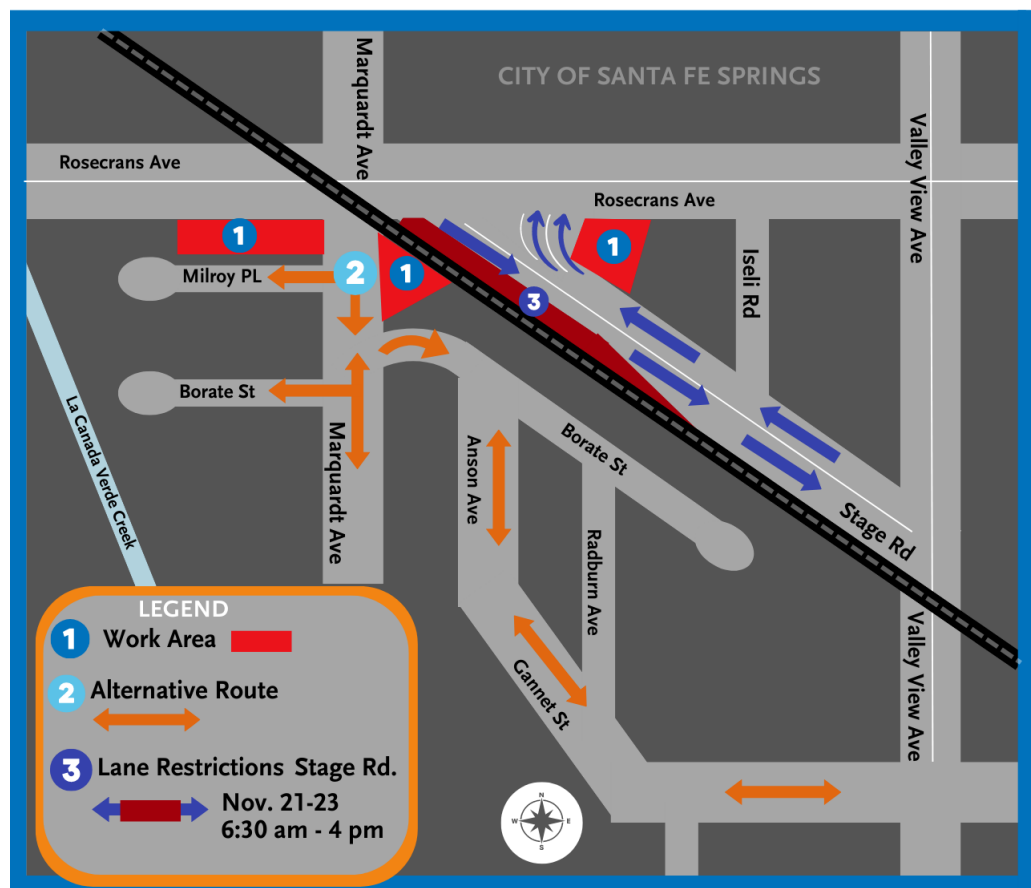 CITY OF SANTA FE SPRINGS
Marquardt Ave
Valley View Ave
Rosecrans Ave
Rosecrans Ave
1
1
1
2
Milroy PL
Iseli Rd
3
Borate St
La Canada Verde Creek
Marquardt Ave
Anson Ave
Borate St
Stage Rd
Radburn Ave
Gannet St
Valley View Ave
LEGEND
1 Work Area
2 Alternative Route
3 Lane Restrictions Stage Rd.
Nov. 21-23
6:30 am - 4 pm
N
W E
S